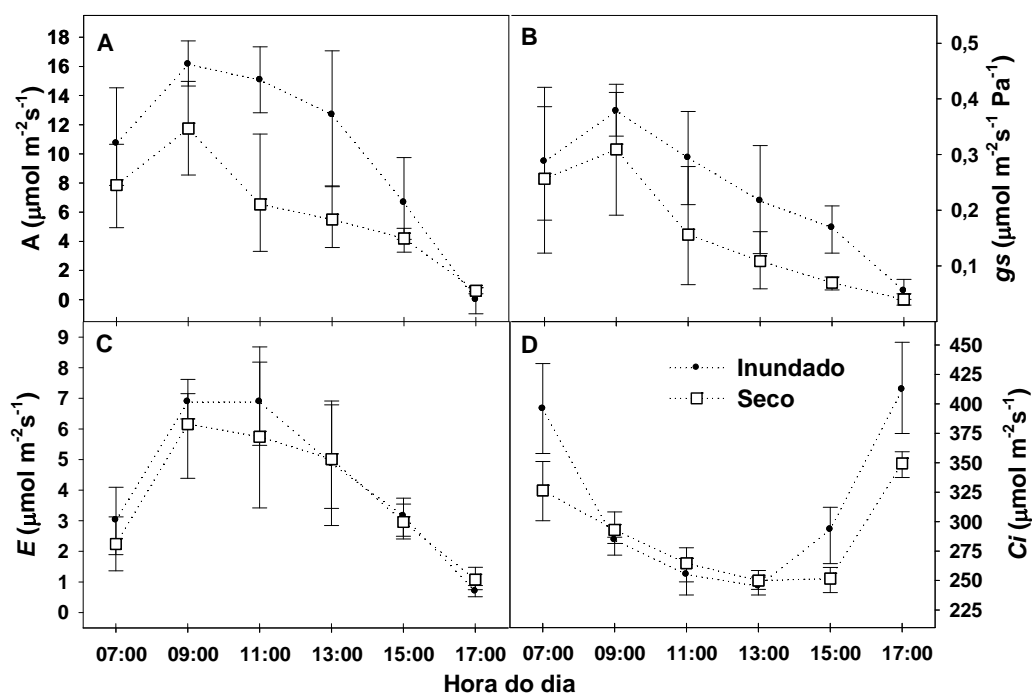 A
A (μmol m⁻²s⁻¹)
18
16
14
12
10
8
6
4
2
0
B
gs (μmol m⁻²s⁻¹ Pa⁻¹)
0,5
0,4
0,3
0,2
0,1
C
E (μmol m⁻²s⁻¹)
9
8
7
6
5
4
3
2
1
0
D
Inundado
Seco
Ci (μmol m⁻²s⁻¹)
450
425
400
375
350
325
300
275
250
225
07:00 09:00 11:00 13:00 15:00 17:00 07:00 09:00 11:00 13:00 15:00 17:00
Hora do dia